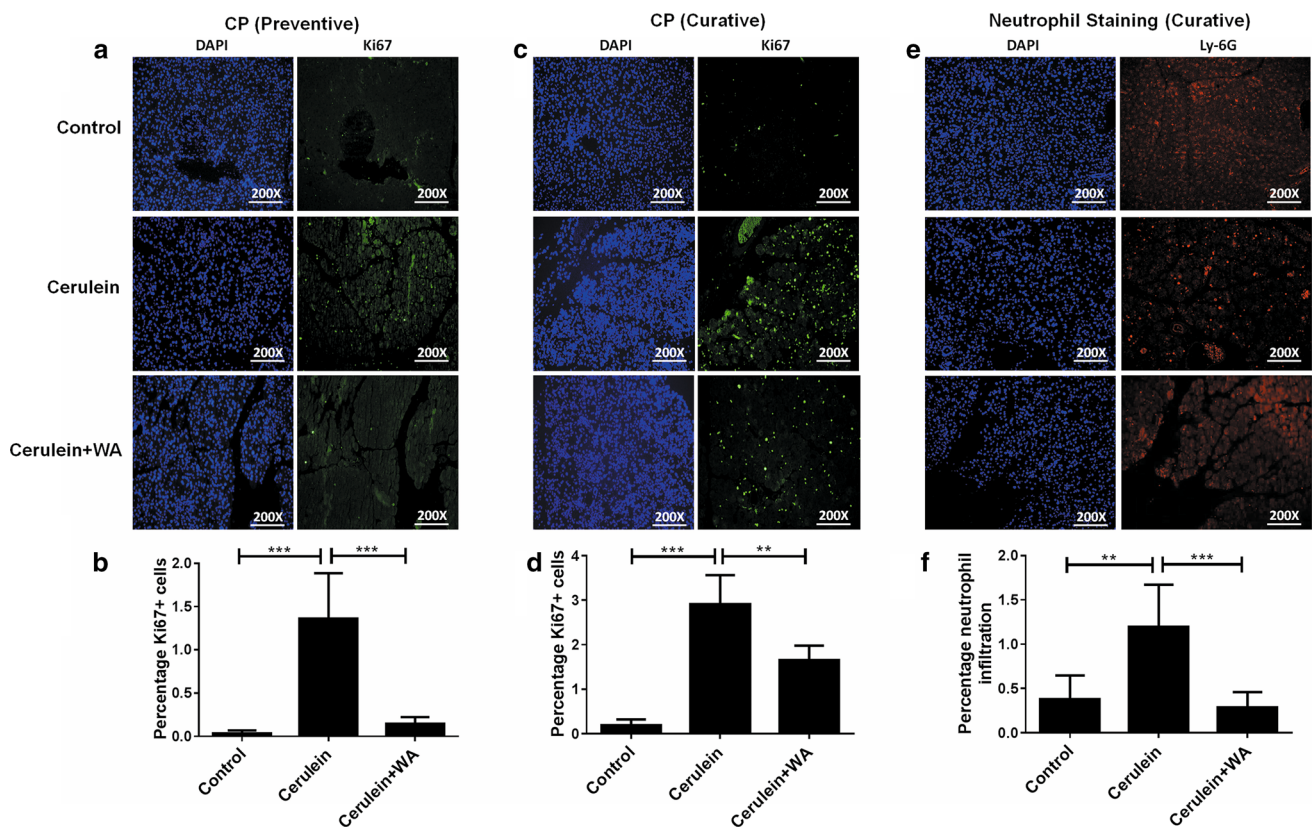 CP (Preventive)
CP (Curative)
Neutrophil Staining (Curative)
a
DAPI
Ki67
c
DAPI
Ki67
e
DAPI
Ly-6G
Control
200X
200X
200X
200X
200X
200X
Cerulein
200X
200X
200X
200X
200X
200X
Cerulein+WA
200X
200X
200X
200X
200X
200X
b
Percentage Ki67+ cells
2.0
1.5
1.0
0.5
0.0
***
***
Control
Cerulein
Cerulein+WA
d
Percentage Ki67+ cells
4
3
2
1
0
***
**
Control
Cerulein
Cerulein+WA
f
Percentage neutrophil
infiltration
2.0
1.5
1.0
0.5
0.0
**
***
Control
Cerulein
Cerulein+WA